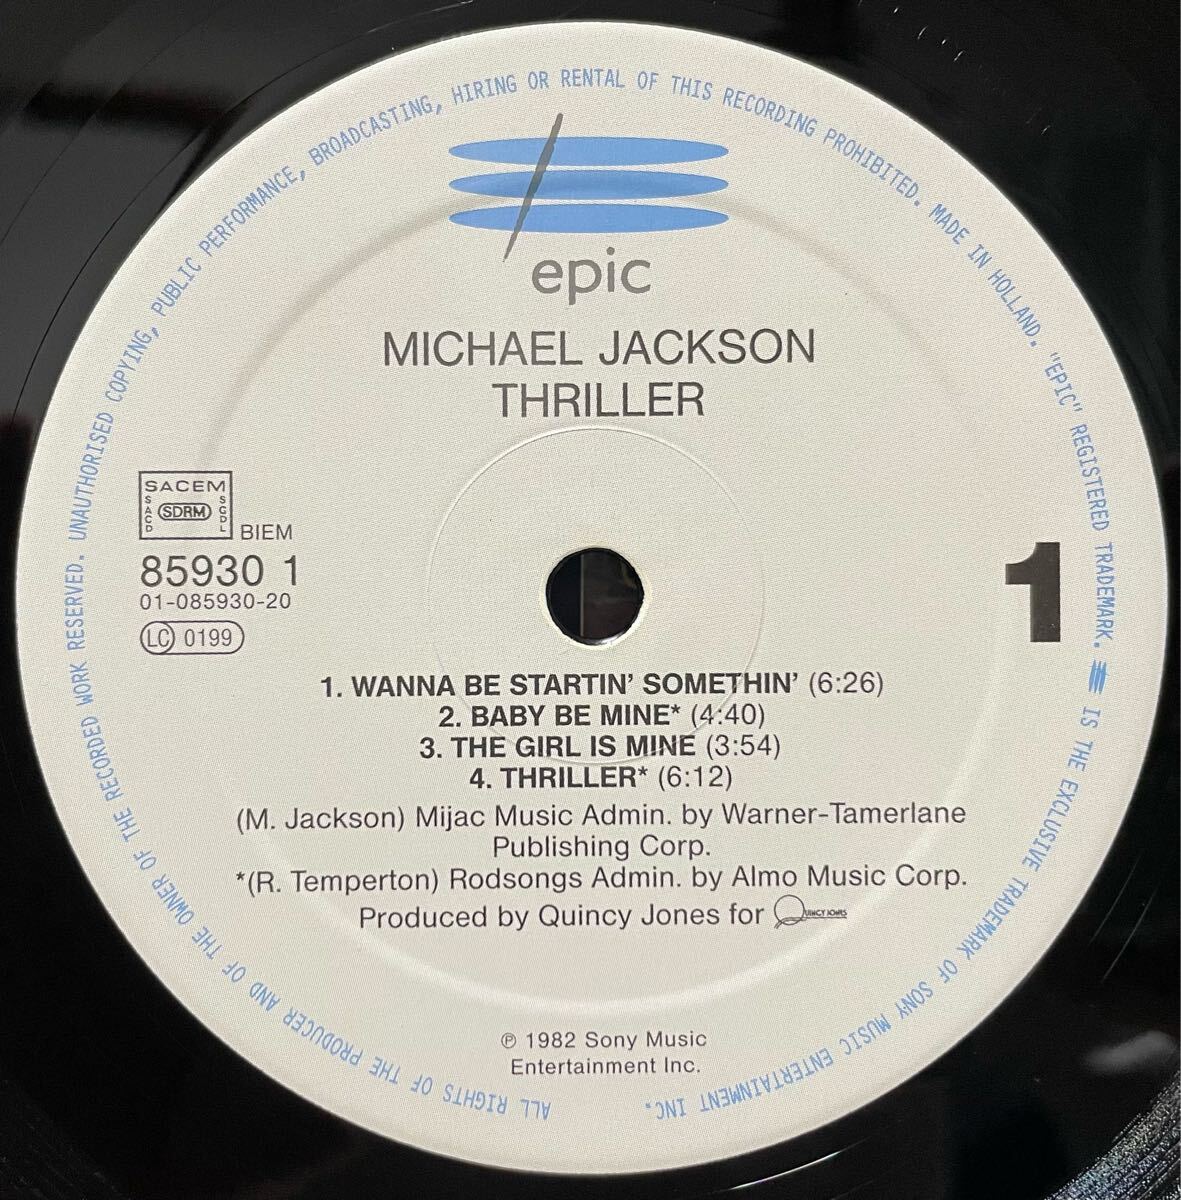 ALL RIGHTS OF THE PRODUCER AND OF THE OWNER OF THE RECORDED WORK RESERVED. UNAUTHORISED COPYING, PUBLIC PERFORMANCE, BROADCASTING, HIRING OR RENTAL OF THIS RECORDING PROHIBITED. MADE IN HOLLAND. "EPIC" REGISTERED TRADEMARK. IS THE EXCLUSIVE TRADEMARK OF SONY MUSIC ENTERTAINMENT INC.
epic
MICHAEL JACKSON
THRILLER
SACEM
SACD
SDRM
SGDL
BIEM
85930 1
01-085930-20
LC 0199
1
1. WANNA BE STARTIN' SOMETHIN' (6:26)
2. BABY BE MINE* (4:40)
3. THE GIRL IS MINE (3:54)
4. THRILLER* (6:12)
(M. Jackson) Mijac Music Admin. by Warner-Tamerlane
Publishing Corp.
*(R. Temperton) Rodsongs Admin. by Almo Music Corp.
Produced by Quincy Jones for QUINCY JONES
℗ 1982 Sony Music
Entertainment Inc.